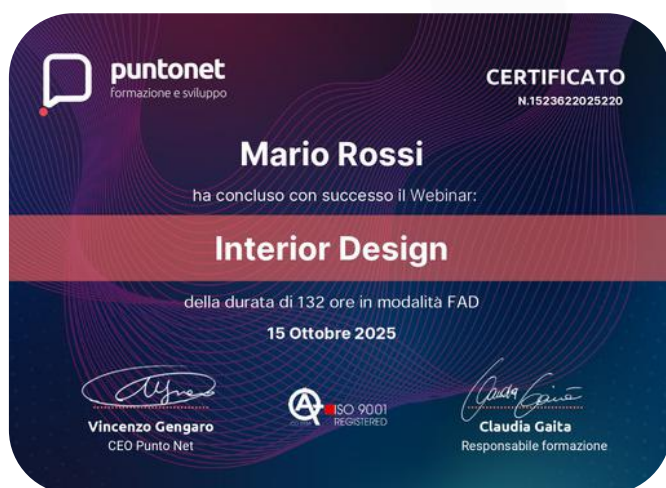 puntonet
formazione e sviluppo
CERTIFICATO
N.1523622025220
Mario Rossi
ha concluso con successo il Webinar:
Interior Design
della durata di 132 ore in modalità FAD
15 Ottobre 2025
ISO 9001
REGISTERED
Vincenzo Gengaro
CEO Punto Net
Claudia Gaita
Responsabile formazione